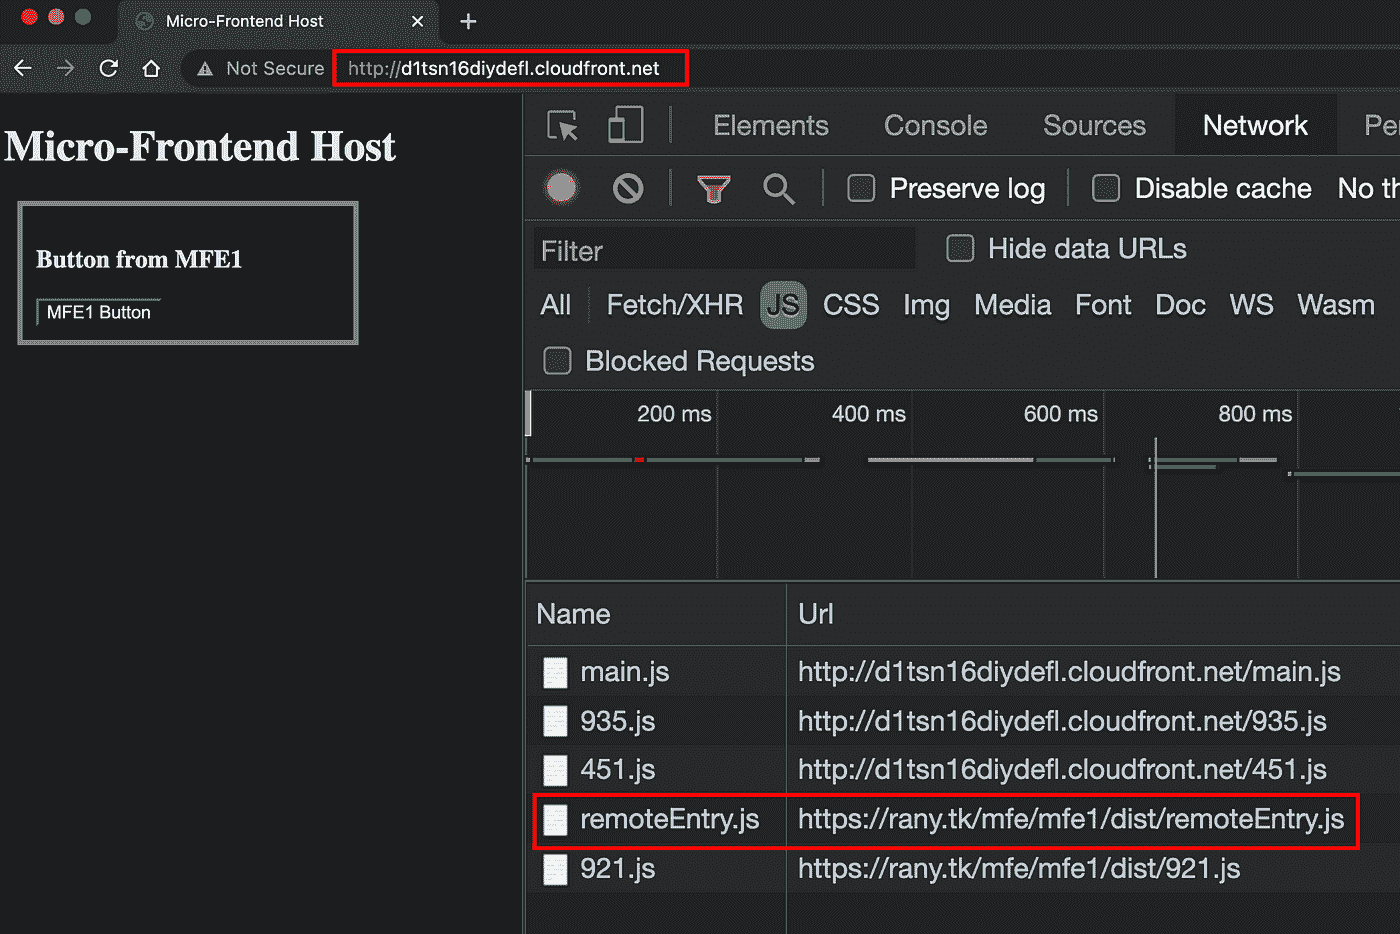 Micro-Frontend Host
Not Secure http://d1tsn16diydefl.cloudfront.net
Micro-Frontend Host
Button from MFE1
MFE1 Button
Elements Console Sources Network Pe
Preserve log Disable cache No th
Filter Hide data URLs
All Fetch/XHR JS CSS Img Media Font Doc WS Wasm
Blocked Requests
200 ms 400 ms 600 ms 800 ms
Name Url
main.js http://d1tsn16diydefl.cloudfront.net/main.js
935.js http://d1tsn16diydefl.cloudfront.net/935.js
451.js http://d1tsn16diydefl.cloudfront.net/451.js
remoteEntry.js https://rany.tk/mfe/mfe1/dist/remoteEntry.js
921.js https://rany.tk/mfe/mfe1/dist/921.js